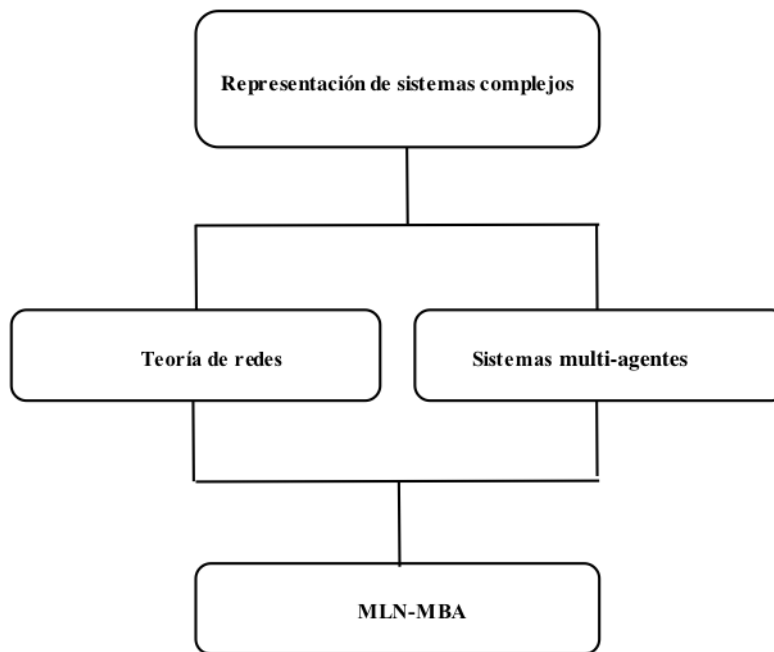 Representación de sistemas complejos
Teoría de redes
Sistemas multi-agentes
MLN-MBA